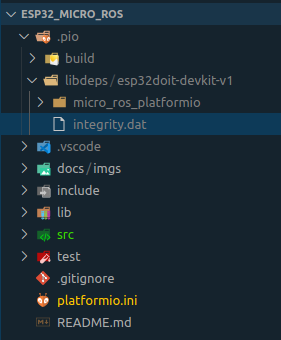 ESP32_MICRO_ROS
.pio
build
libdeps/esp32doit-devkit-v1
micro_ros_platformio
integrity.dat
.vscode
docs/imgs
include
lib
src
test
.gitignore
platformio.ini
README.md